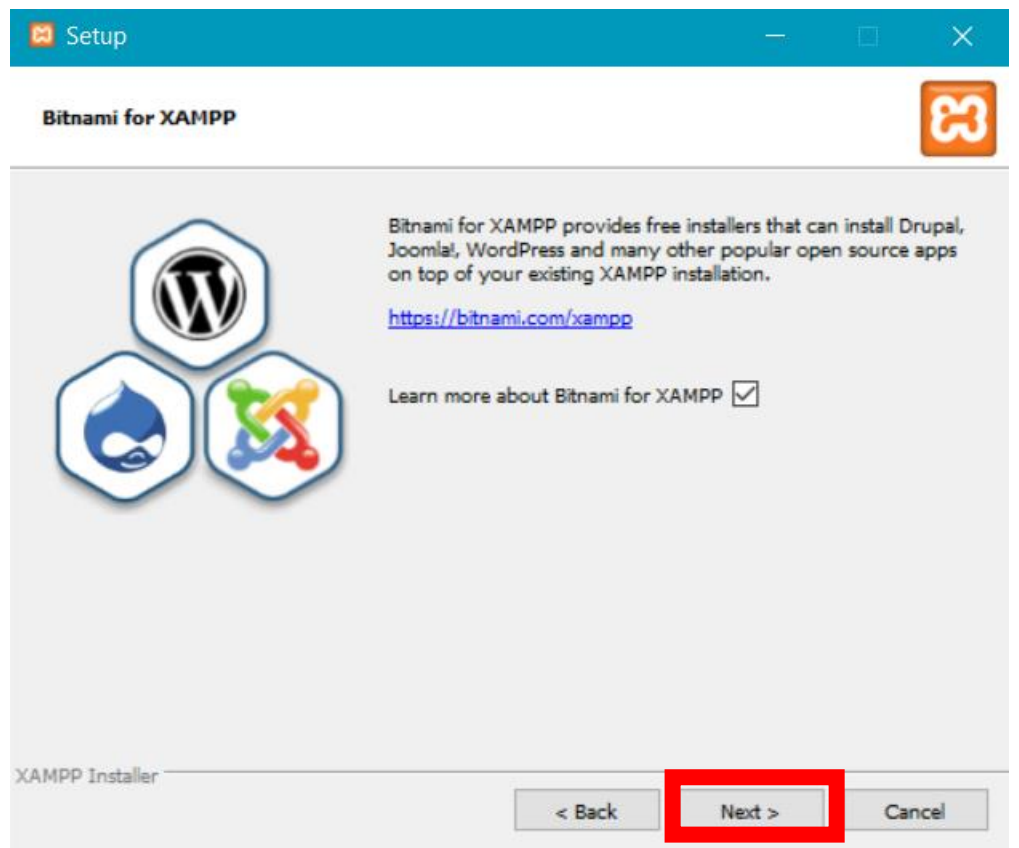 Setup
Bitnami for XAMPP
Bitnami for XAMPP provides free installers that can install Drupal,
Joomla!, WordPress and many other popular open source apps
on top of your existing XAMPP installation.
https://bitnami.com/xampp
Learn more about Bitnami for XAMPP
XAMPP Installer
< Back
Next >
Cancel